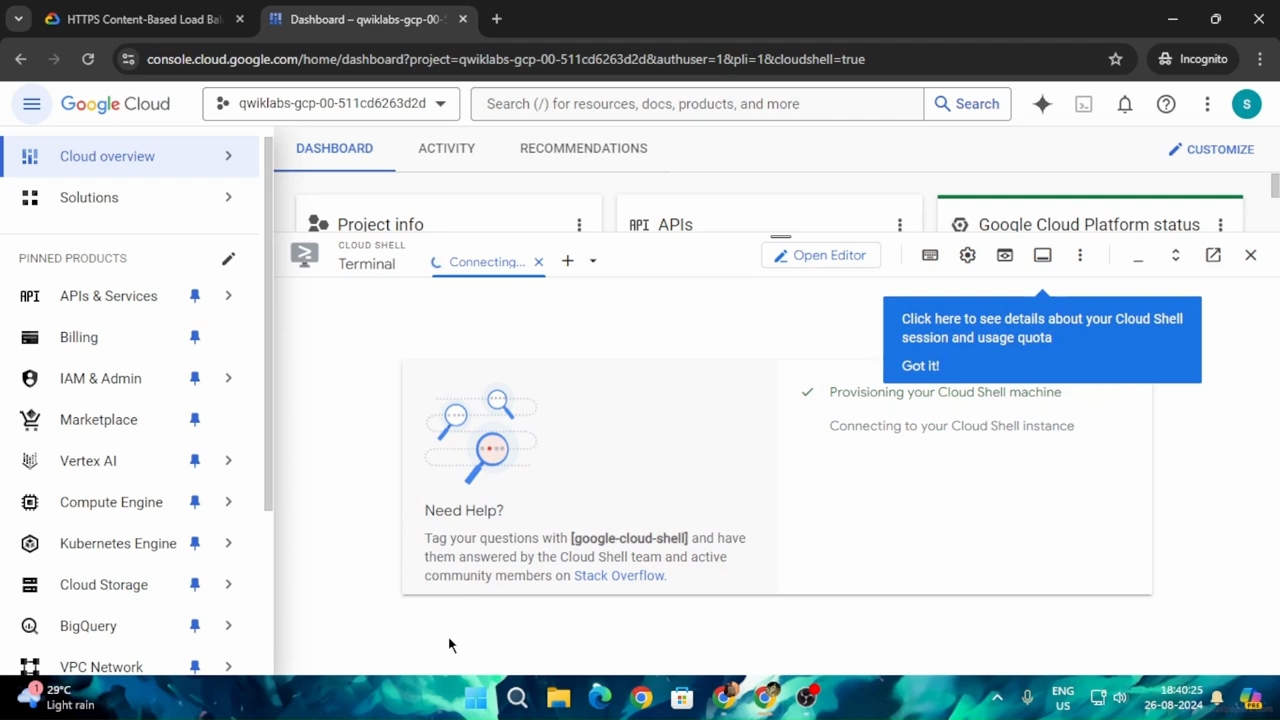 HTTPS Content-Based Load Bal
Dashboard – qwiklabs-gcp-00-
console.cloud.google.com/home/dashboard?project=qwiklabs-gcp-00-511cd6263d2d&authuser=1&pli=1&cloudshell=true
Incognito
Google Cloud
qwiklabs-gcp-00-511cd6263d2d
Search (/) for resources, docs, products, and more
Search
S
Cloud overview
Solutions
PINNED PRODUCTS
API APIs & Services
Billing
IAM & Admin
Marketplace
Vertex AI
Compute Engine
Kubernetes Engine
Cloud Storage
BigQuery
VPC Network
DASHBOARD
ACTIVITY
RECOMMENDATIONS
CUSTOMIZE
Project info
API APIs
Google Cloud Platform status
CLOUD SHELL
Terminal
Connecting...
Open Editor
Click here to see details about your Cloud Shell
session and usage quota
Got it!
Provisioning your Cloud Shell machine
Connecting to your Cloud Shell instance
Need Help?
Tag your questions with [google-cloud-shell] and have
them answered by the Cloud Shell team and active
community members on Stack Overflow.
1
29°C
Light rain
ENG
US
18:40:25
26-08-2024
PRE